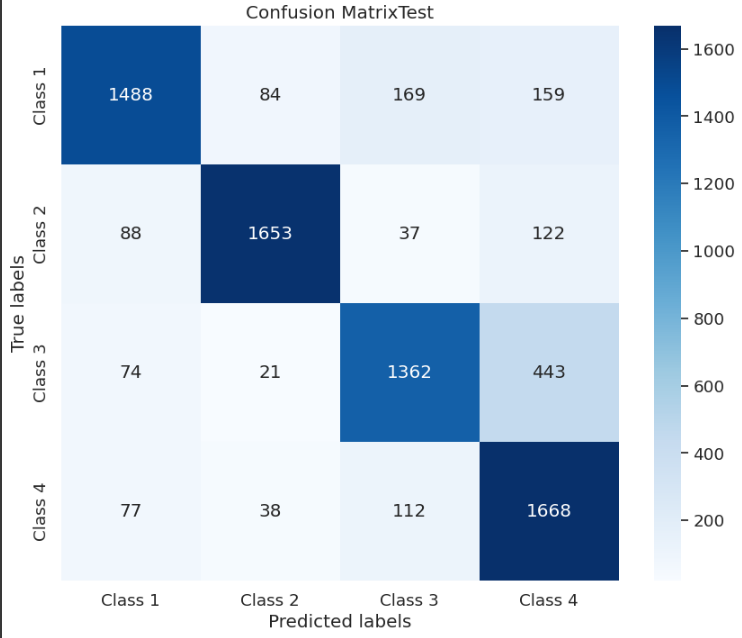 Confusion MatrixTest
True labels
Class 1
1488 84 169 159
Class 2
88 1653 37 122
Class 3
74 21 1362 443
Class 4
77 38 112 1668
Class 1 Class 2 Class 3 Class 4
Predicted labels
1600
1400
1200
1000
800
600
400
200